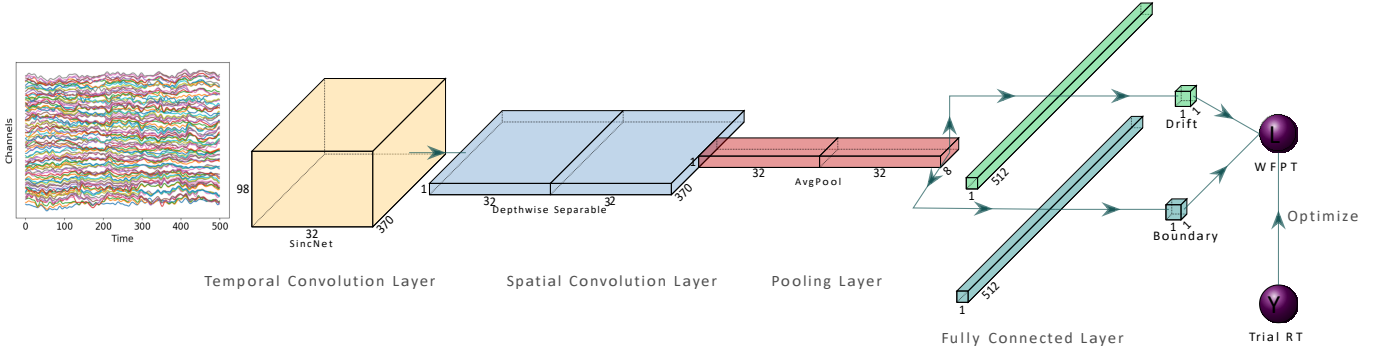 Channels
0 100 200 300 400 500
Time
98
32
370
SincNet
Temporal Convolution Layer
1
32
32
370
Depthwise Separable
Spatial Convolution Layer
1
32
32
8
AvgPool
Pooling Layer
1
512
1
512
Fully Connected Layer
1
1
Drift
1
1
Boundary
L
WFPT
Optimize
Y
Trial RT